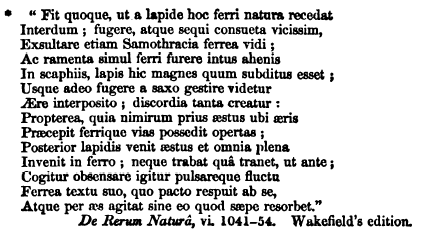 * “ Fit quoque, ut a lapide hoc ferri natura recedat
Interdum ; fugere, atque sequi consueta vicissim,
Exsultare etiam Samothracia ferrea vidi ;
Ac ramenta simul ferri furere intus ahenis
In scaphiis, lapis hic magnes quum subditus esset ;
Usque adeo fugere a saxo gestire videtur
Ære interposito ; discordia tanta creatur :
Propterea, quia nimirum prius æstus ubi æris
Præcepit ferrique vias possedit opertas ;
Posterior lapidis venit æstus et omnia plena
Invenit in ferro ; neque trabat quâ tranet, ut ante ;
Cogitur obsensare igitur pulsareque fluctu
Ferrea textu suo, quo pacto respuit ab se,
Atque per æs agitat sine eo quod sæpe resorbet.”
De Rerum Naturâ, vi. 1041-54. Wakefield's edition.